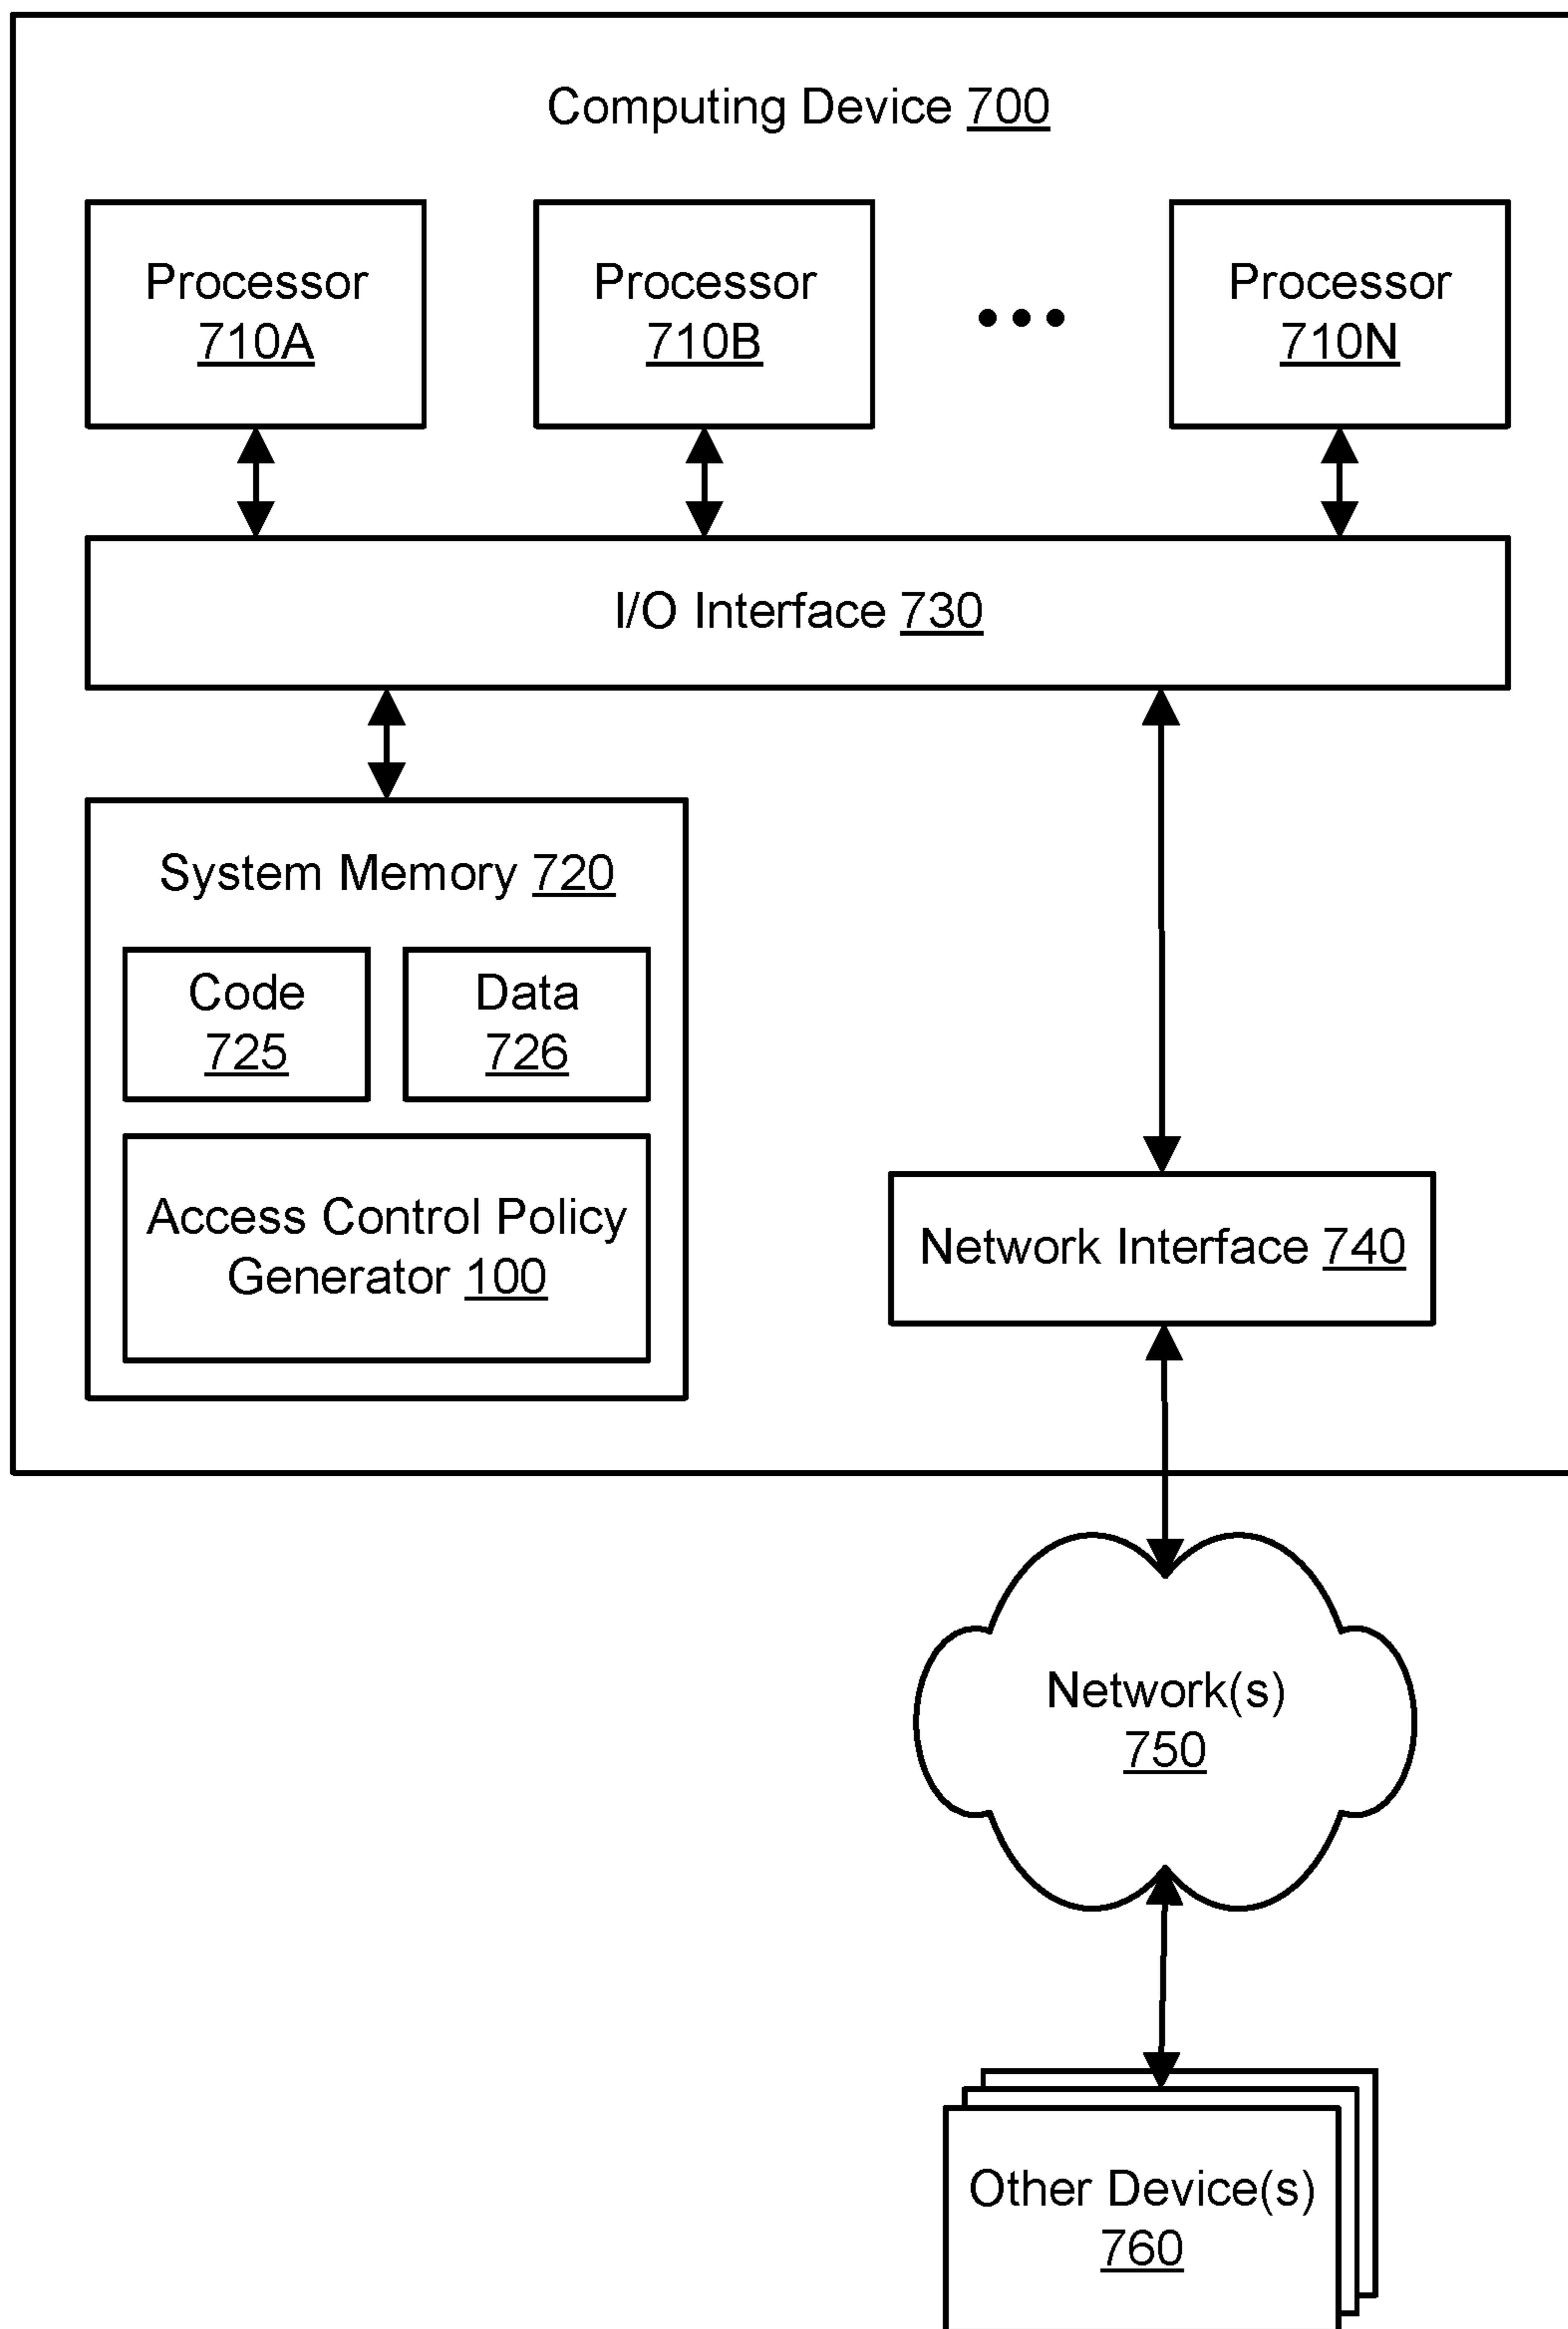 Computing Device 700
Processor
710A
Processor
710B
Processor
710N
I/O Interface 730
System Memory 720
Code
725
Data
726
Access Control Policy
Generator 100
Network Interface 740
Network(s)
750
Other Device(s)
760